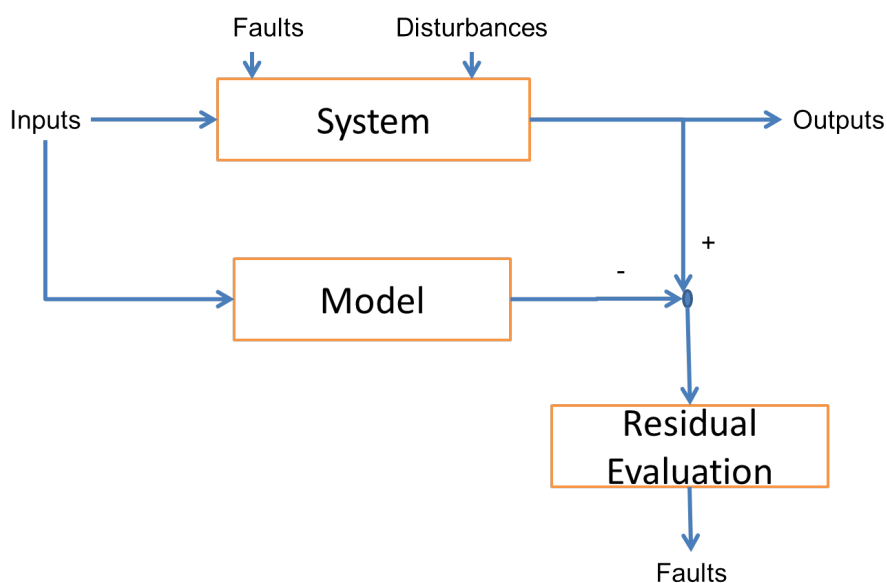 Faults
Disturbances
Inputs
System
Outputs
+
-
Model
Residual
Evaluation
Faults